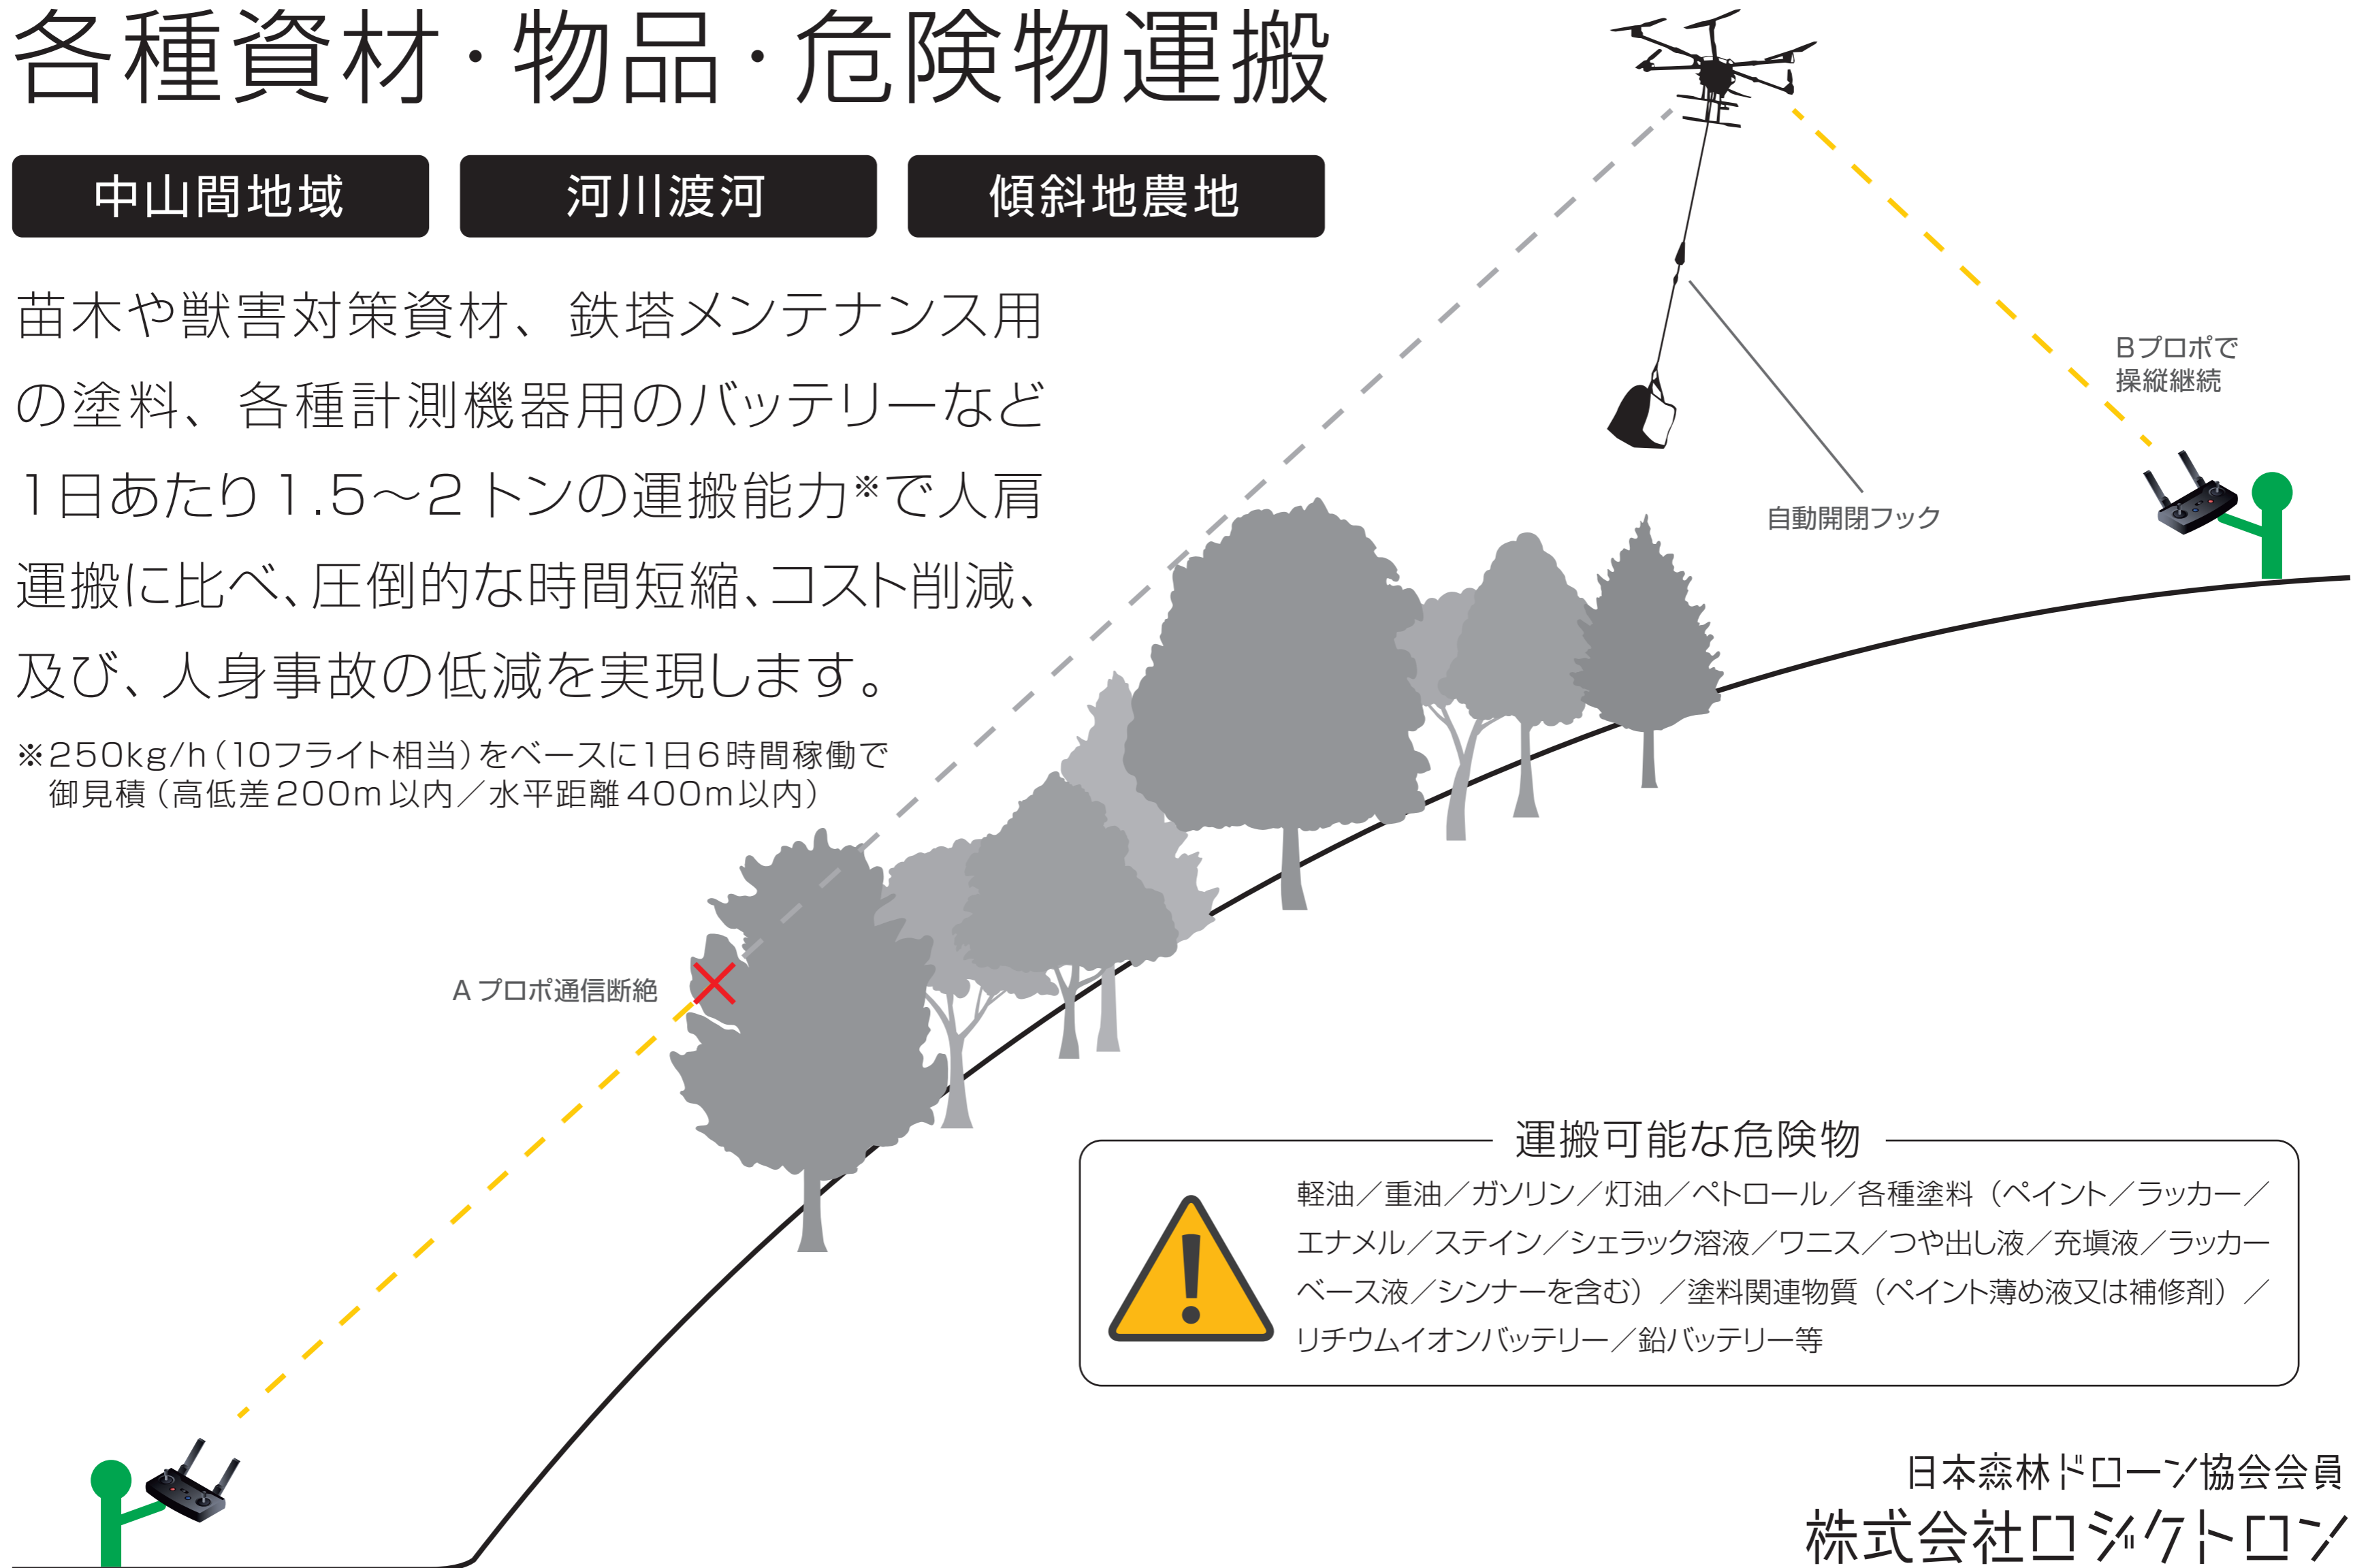 各種資材・物品・危険物運搬
中山間地域
河川渡河
傾斜地農地
苗木や獣害対策資材、鉄塔メンテナンス用
の塗料、各種計測機器用のバッテリーなど
1日あたり1.5～2トンの運搬能力※で人肩
運搬に比べ、圧倒的な時間短縮、コスト削減、
及び、人身事故の低減を実現します。
※250kg/h（10フライト相当）をベースに1日6時間稼働で
御見積（高低差200m以内／水平距離400m以内）
Bプロポで
操縦継続
自動開閉フック
Aプロポ通信断絶
運搬可能な危険物
軽油／重油／ガソリン／灯油／ペトロール／各種塗料（ペイント／ラッカー／
エナメル／ステイン／シェラック溶液／ワニス／つや出し液／充塡液／ラッカー
ベース液／シンナーを含む）／塗料関連物質（ペイント薄め液又は補修剤）／
リチウムイオンバッテリー／鉛バッテリー等
日本森林ドローン協会会員
株式会社ロジクトロン